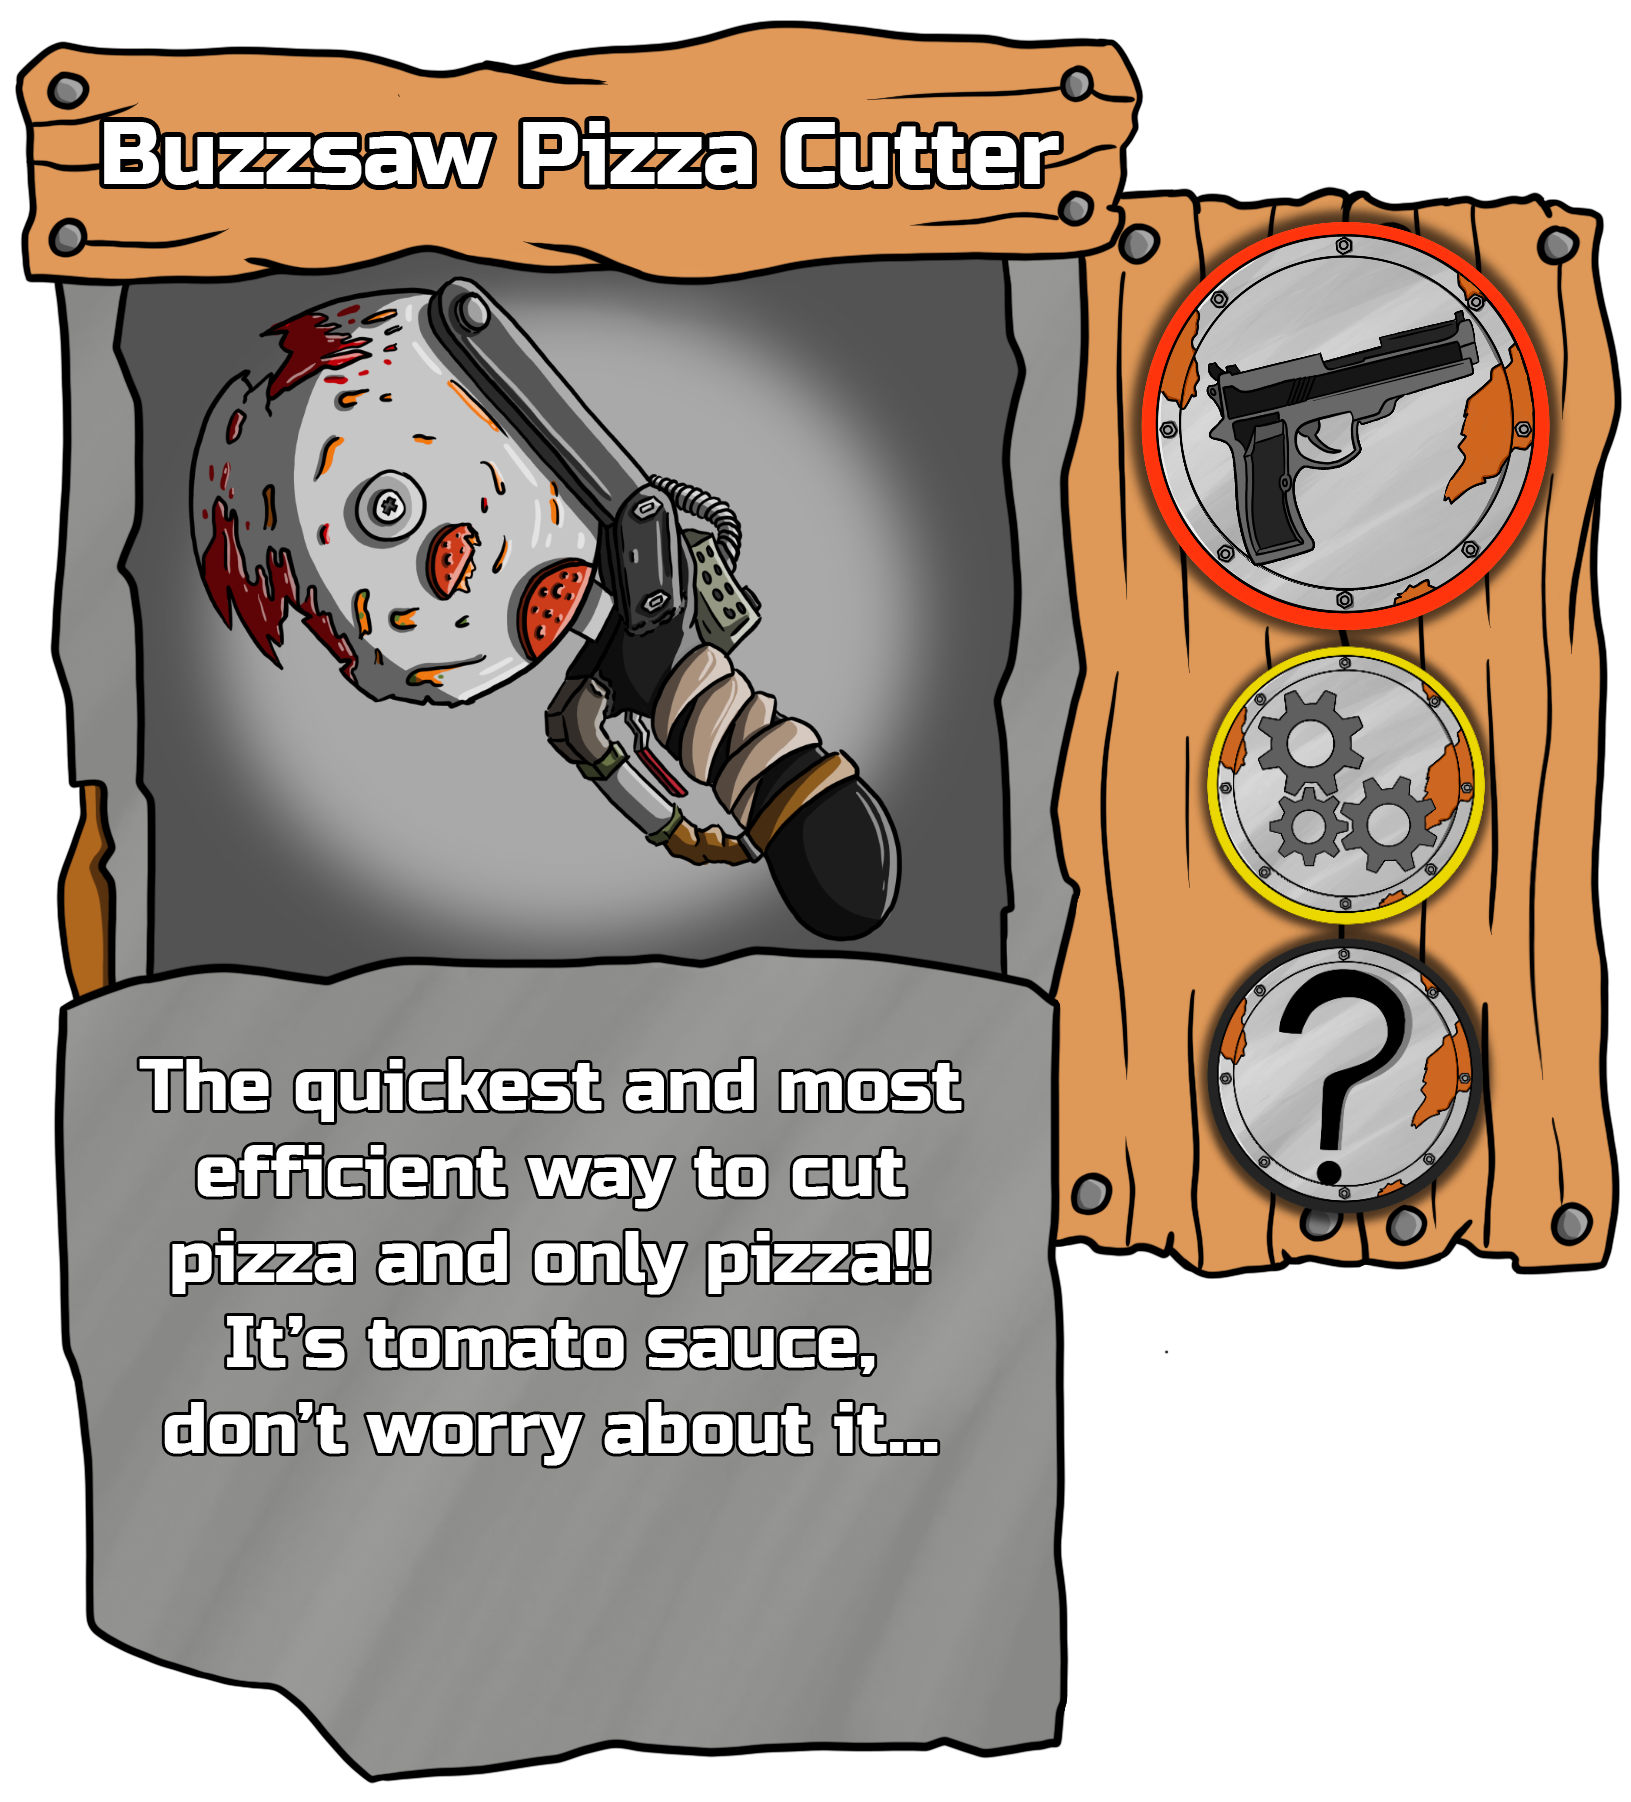 Buzzsaw Pizza Cutter
The quickest and most
efficient way to cut
pizza and only pizza!!
It's tomato sauce,
don't worry about it...
?